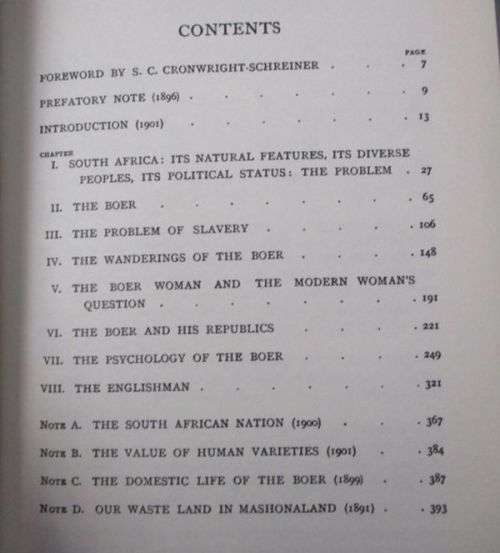 CONTENTS
PAGE
FOREWORD BY S. C. CRONWRIGHT-SCHREINER . . . 7
PREFATORY NOTE (1896) . . . . . . . 9
INTRODUCTION (1901) . . . . . . . 13
CHAPTER
I. SOUTH AFRICA: ITS NATURAL FEATURES, ITS DIVERSE
PEOPLES, ITS POLITICAL STATUS: THE PROBLEM . 27
II. THE BOER . . . . . . . 65
III. THE PROBLEM OF SLAVERY . . . . . 106
IV. THE WANDERINGS OF THE BOER . . . . 148
V. THE BOER WOMAN AND THE MODERN WOMAN'S
QUESTION . . . . . . . 191
VI. THE BOER AND HIS REPUBLICS . . . . 221
VII. THE PSYCHOLOGY OF THE BOER . . . . 249
VIII. THE ENGLISHMAN . . . . . . 321
NOTE A. THE SOUTH AFRICAN NATION (1900) . . . 367
NOTE B. THE VALUE OF HUMAN VARIETIES (1901) . . 384
NOTE C. THE DOMESTIC LIFE OF THE BOER (1899) . . 387
NOTE D. OUR WASTE LAND IN MASHONALAND (1891) . . 393